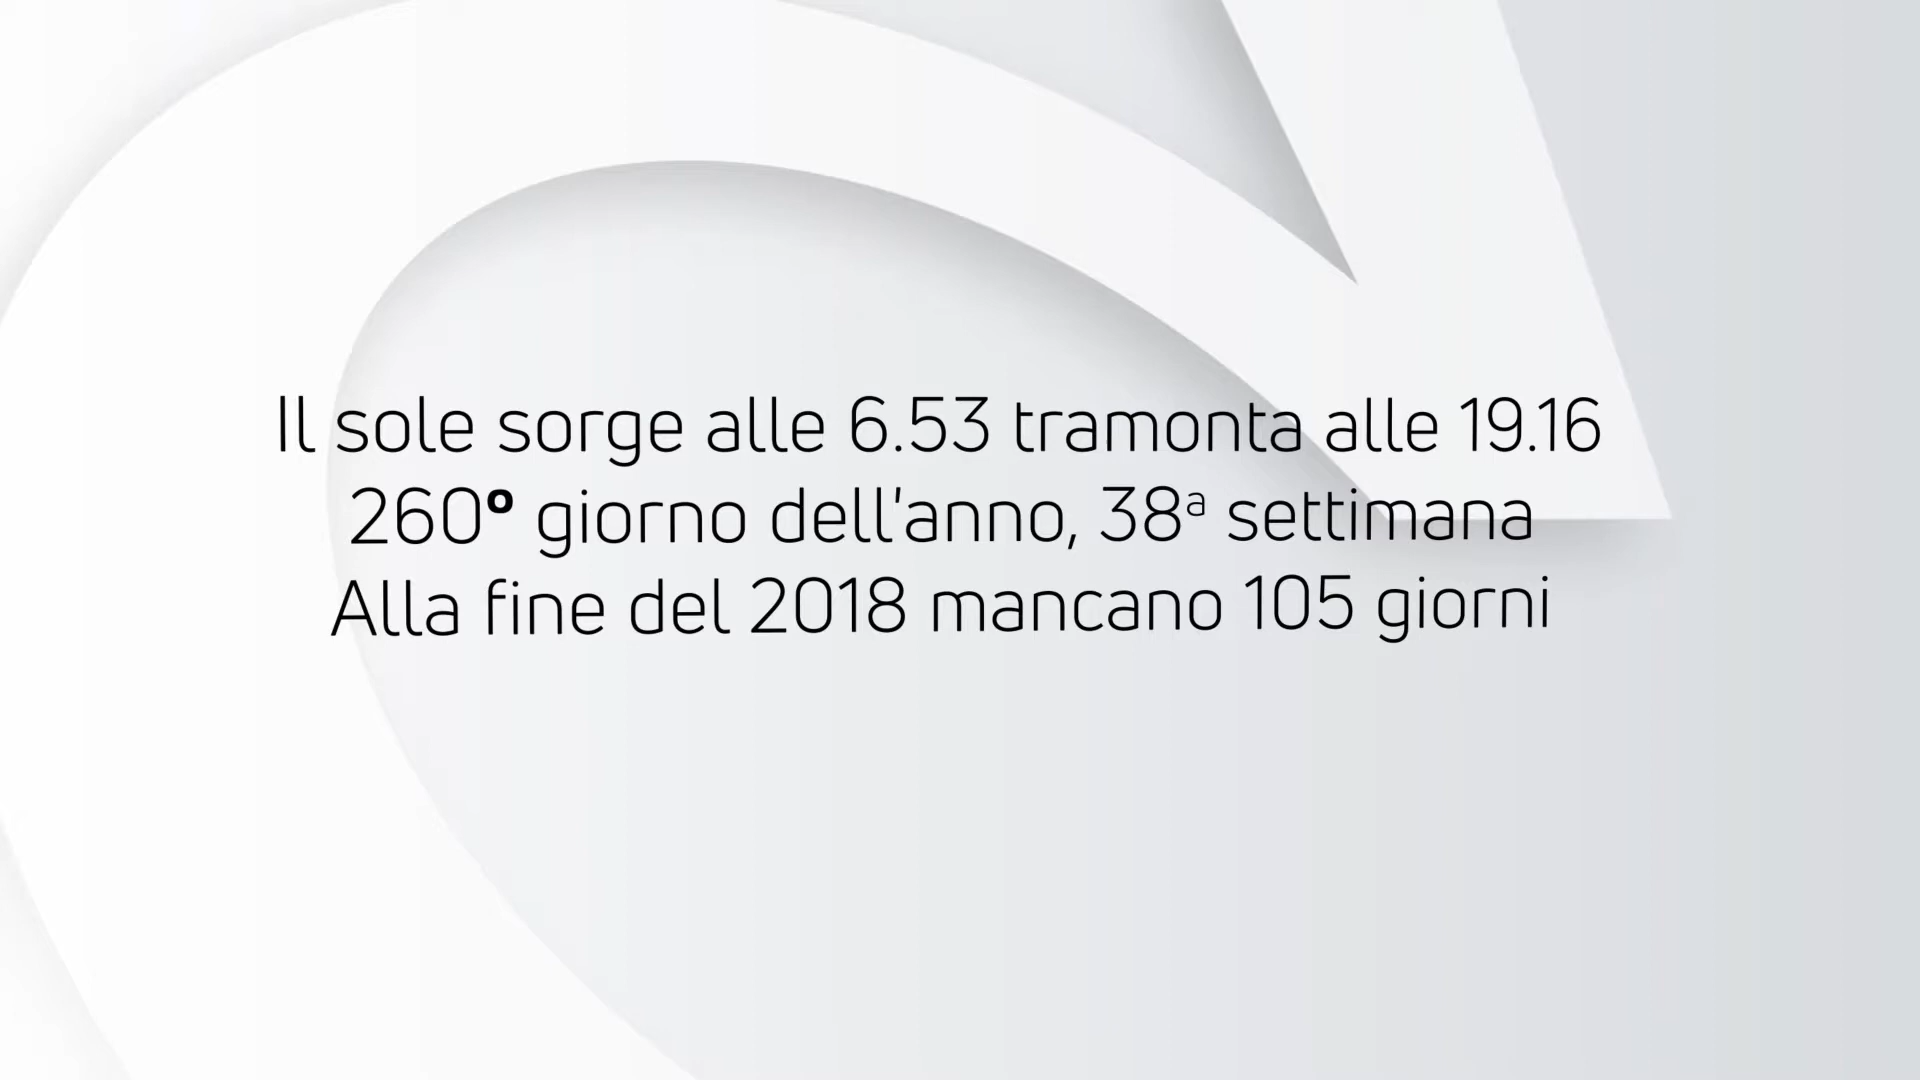 Il sole sorge alle 6.53 tramonta alle 19.16
260º giorno dell'anno, 38ª settimana
Alla fine del 2018 mancano 105 giorni